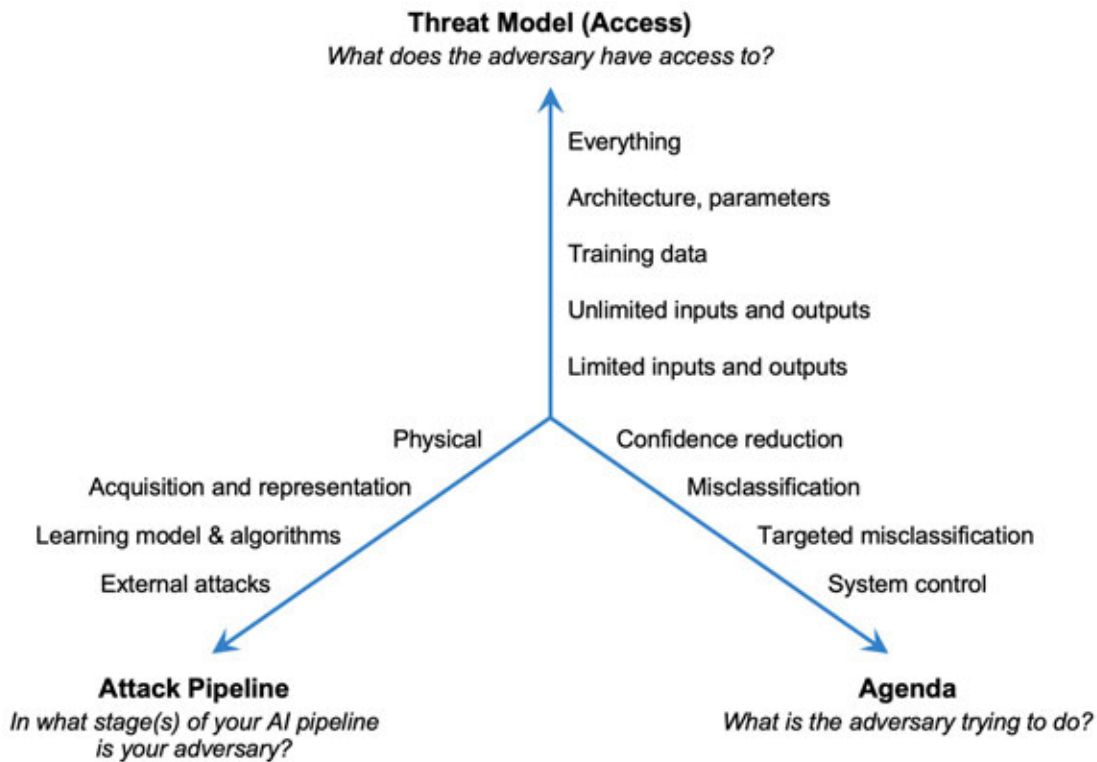 Threat Model (Access)
What does the adversary have access to?
Everything
Architecture, parameters
Training data
Unlimited inputs and outputs
Limited inputs and outputs
Physical
Acquisition and representation
Learning model & algorithms
External attacks
Confidence reduction
Misclassification
Targeted misclassification
System control
Attack Pipeline
In what stage(s) of your AI pipeline
is your adversary?
Agenda
What is the adversary trying to do?